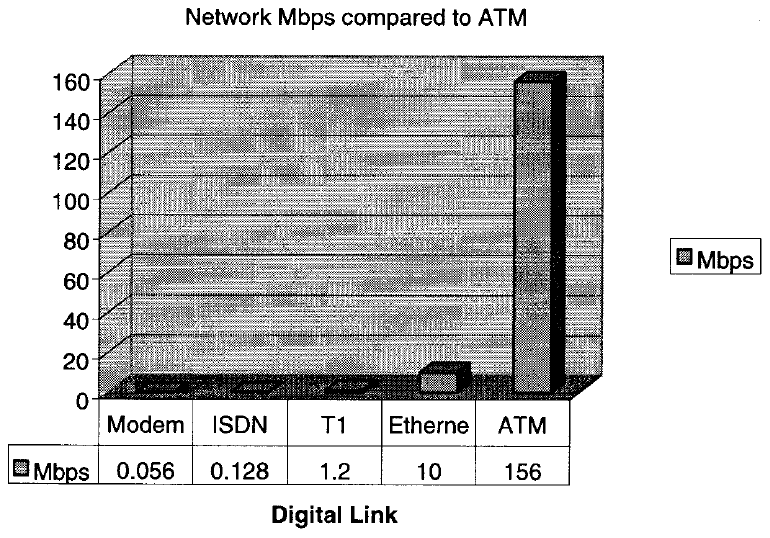 Network Mbps compared to ATM
160
140
120
100
80
60
40
20
0
Mbps
Modem ISDN T1 Etherne ATM
Mbps 0.056 0.128 1.2 10 156
Digital Link